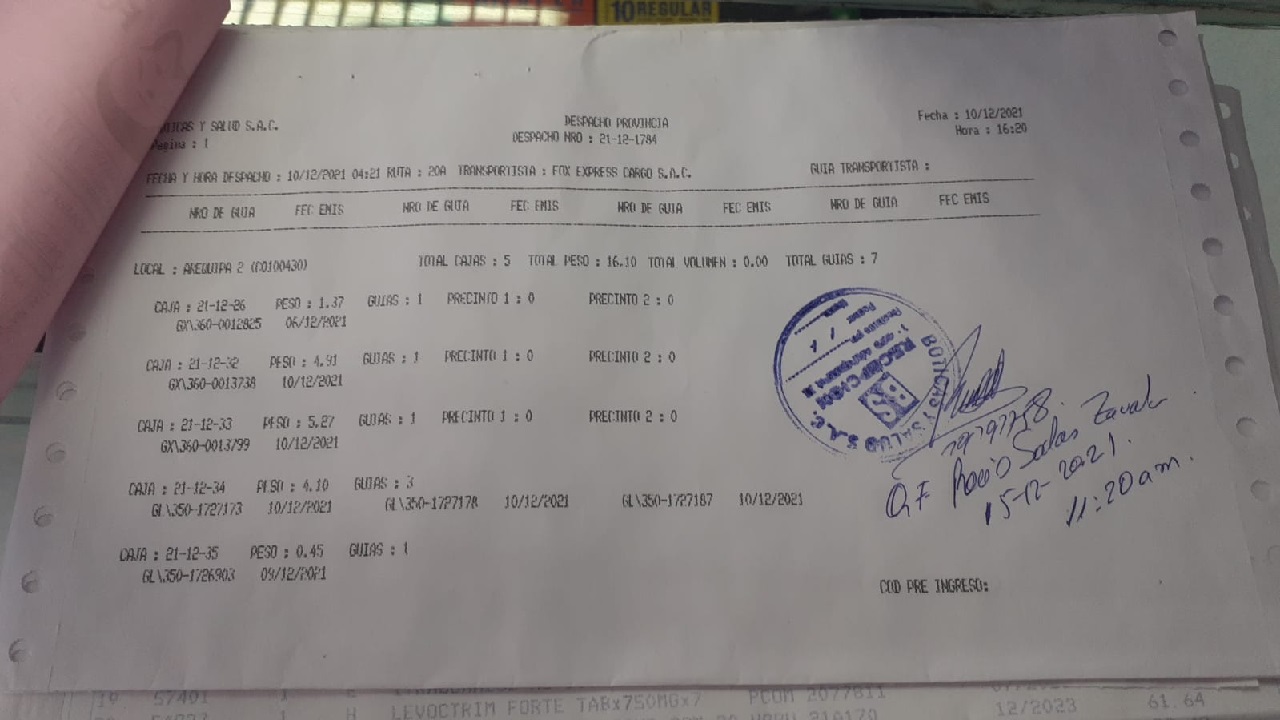 10 REGULAR
TICAS Y SALUD S.A.C.
Pagina : 1
DESPACHO PROVINCIA
DESPACHO NRO : 21-12-1784
Fecha : 10/12/2021
Hora : 16:20
FECHA Y HORA DESPACHO : 10/12/2021 04:21 RUTA : 20A TRANSPORTISTA : FOX EXPRESS CARGO S.A.C. GUIA TRANSPORTISTA :
NRO DE GUIA FEC EMIS NRO DE GUIA FEC EMIS NRO DE GUIA FEC EMIS NRO DE GUIA FEC EMIS
LOCAL : AREQUIPA 2 (C0100430) TOTAL CAJAS : 5 TOTAL PESO : 16.10 TOTAL VOLUMEN : 0.00 TOTAL GUIAS : 7
CAJA : 21-12-26 PESO : 1.37 GUIAS : 1 PRECINTO 1 : 0 PRECINTO 2 : 0
GX\360-0012825 06/12/2021
CAJA : 21-12-32 PESO : 4.91 GUIAS : 1 PRECINTO 1 : 0 PRECINTO 2 : 0
GX\360-0013738 10/12/2021
CAJA : 21-12-33 PESO : 5.27 GUIAS : 1 PRECINTO 1 : 0 PRECINTO 2 : 0
GX\360-0013799 10/12/2021
CAJA : 21-12-34 PESO : 4.10 GUIAS : 3
GL\350-1727173 10/12/2021 GL\350-1727178 10/12/2021 GL\350-1727187 10/12/2021
CAJA : 21-12-35 PESO : 0.45 GUIAS : 1
GL\350-1726903 09/12/2021
BOTICAS Y SALUD S.A.C.
BS
RECEPCION
Q.F Rocío Salas Zavala
15-12-2021.
11:20 am.
COD PRE INGRESO:
57401
LEVOCTRIM FORTE TABx750MGx7 PCOM 2077811
12/2023 61.64